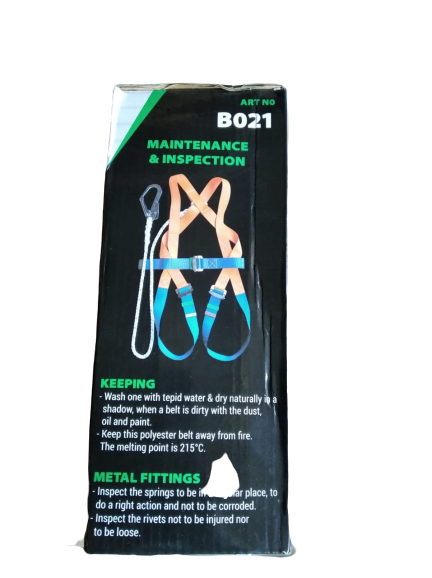 ART NO
B021
MAINTENANCE
& INSPECTION
KEEPING
- Wash one with tepid water & dry naturally in a
shadow, when a belt is dirty with the dust,
oil and paint.
- Keep this polyester belt away from fire.
The melting point is 215°C.
METAL FITTINGS
- Inspect the springs to be in place, to
do a right action and not to be corroded.
- Inspect the rivets not to be injured nor
to be loose.